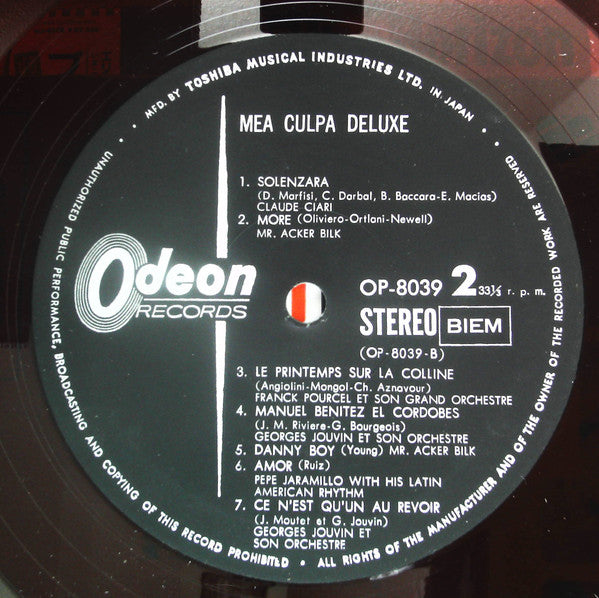 MFD. BY TOSHIBA MUSICAL INDUSTRIES LTD. IN JAPAN
MEA CULPA DELUXE
1. SOLENZARA
(D. Marfisi, C. Darbal, B. Baccara-E. Macias)
CLAUDE CIARI
2. MORE (Oliviero-Ortlani-Newell)
MR. ACKER BILK
Odeon
RECORDS
OP-8039 2 33⅓ r. p. m.
STEREO BIEM
(OP-8039-B)
3. LE PRINTEMPS SUR LA COLLINE
(Angiolini-Mongol-Ch. Aznavour)
FRANCK POURCEL ET SON GRAND ORCHESTRE
4. MANUEL BENITEZ EL CORDOBES
(J. M. Riviere-G. Bourgeois)
GEORGES JOUVIN ET SON ORCHESTRE
5. DANNY BOY (Young) MR. ACKER BILK
6. AMOR (Ruiz)
PEPE JARAMILLO WITH HIS LATIN
AMERICAN RHYTHM
7. CE N'EST QU'UN AU REVOIR
(J. Moutet et G. Jouvin)
GEORGES JOUVIN ET
SON ORCHESTRE
UNAUTHORIZED PUBLIC PERFORMANCE, BROADCASTING AND COPYING OF THIS RECORD PROHIBITED • ALL RIGHTS OF THE MANUFACTURER AND OF THE OWNER OF THE RECORDED WORK ARE RESERVED